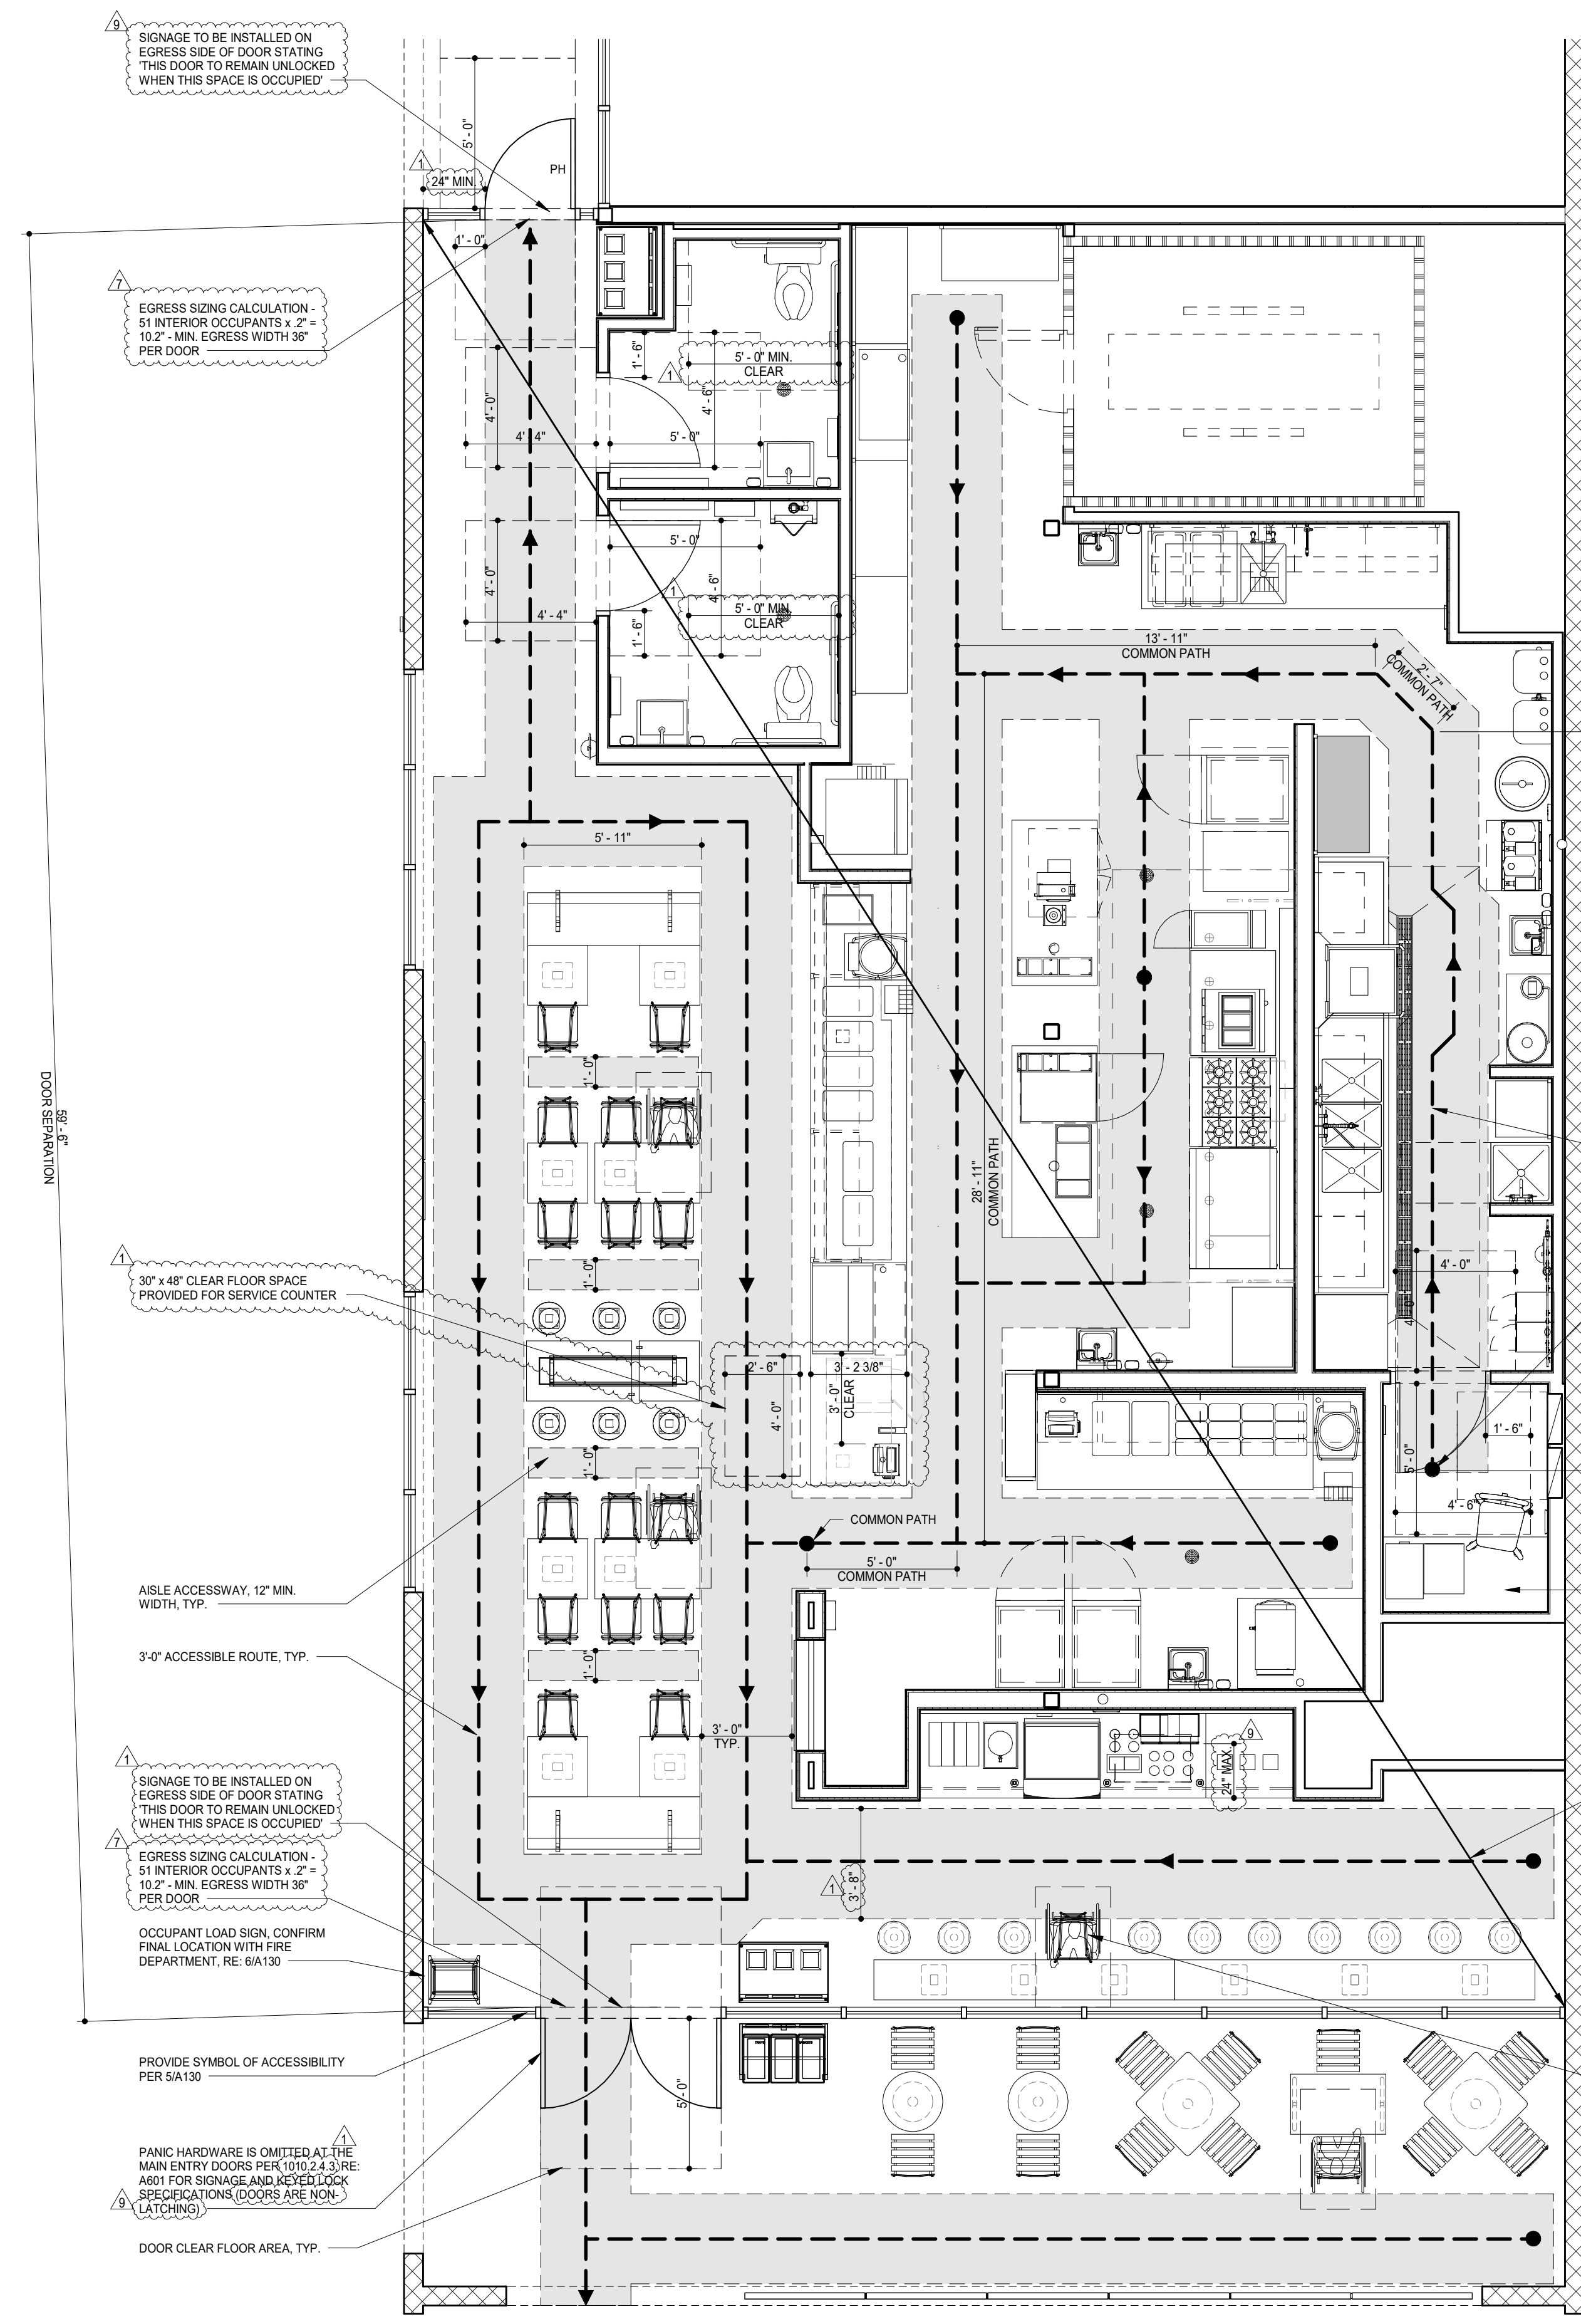 9
SIGNAGE TO BE INSTALLED ON
EGRESS SIDE OF DOOR STATING
'THIS DOOR TO REMAIN UNLOCKED
WHEN THIS SPACE IS OCCUPIED'
5' - 0"
PH
1
24" MIN.
1' - 0"
7
EGRESS SIZING CALCULATION -
51 INTERIOR OCCUPANTS x .2" =
10.2" - MIN. EGRESS WIDTH 36"
PER DOOR
1' - 6"
5' - 0" MIN.
CLEAR
1
4' - 0"
4' - 6"
4' - 4"
5' - 0"
5' - 0"
4' - 0"
4' - 6"
1
4' - 4"
1' - 6"
5' - 0" MIN.
CLEAR
13' - 11"
COMMON PATH
2' - 7"
COMMON PATH
5' - 11"
1' - 0"
59' - 6"
DOOR SEPARATION
28' - 11"
COMMON PATH
1
30" x 48" CLEAR FLOOR SPACE
PROVIDED FOR SERVICE COUNTER
1' - 0"
4' - 0"
4' - 0"
2' - 6"
3' - 2 3/8"
3' - 0"
CLEAR
4' - 0"
1' - 0"
1' - 6"
5' - 0"
4' - 6"
COMMON PATH
5' - 0"
COMMON PATH
AISLE ACCESSWAY, 12" MIN.
WIDTH, TYP.
3'-0" ACCESSIBLE ROUTE, TYP.
1' - 0"
3' - 0"
TYP.
9
24" MAX.
1
SIGNAGE TO BE INSTALLED ON
EGRESS SIDE OF DOOR STATING
'THIS DOOR TO REMAIN UNLOCKED
WHEN THIS SPACE IS OCCUPIED'
7
EGRESS SIZING CALCULATION -
51 INTERIOR OCCUPANTS x .2" =
10.2" - MIN. EGRESS WIDTH 36"
PER DOOR
1
3' - 8"
OCCUPANT LOAD SIGN, CONFIRM
FINAL LOCATION WITH FIRE
DEPARTMENT, RE: 6/A130
PROVIDE SYMBOL OF ACCESSIBILITY
PER 5/A130
5' - 0"
1
PANIC HARDWARE IS OMITTED AT THE
MAIN ENTRY DOORS PER 1010.2.4.3, RE:
A601 FOR SIGNAGE AND KEYED LOCK
SPECIFICATIONS (DOORS ARE NON-
LATCHING)
9
DOOR CLEAR FLOOR AREA, TYP.